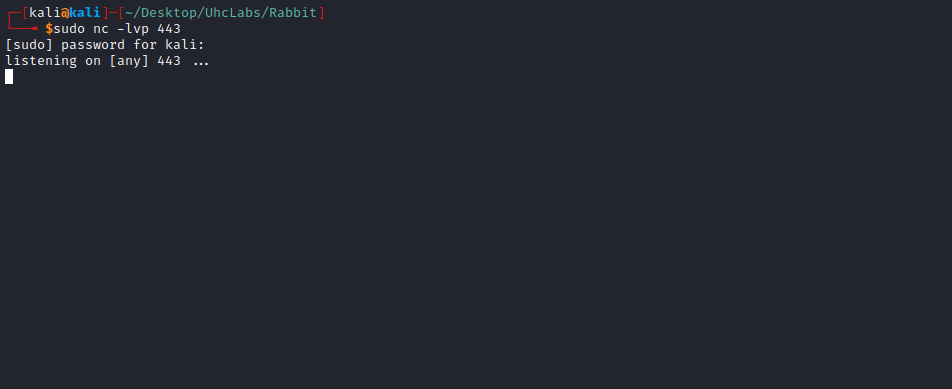 ┌─[kali@kali]─[~/Desktop/UhcLabs/Rabbit]
└──╼ $sudo nc -lvp 443
[sudo] password for kali:
listening on [any] 443 ...